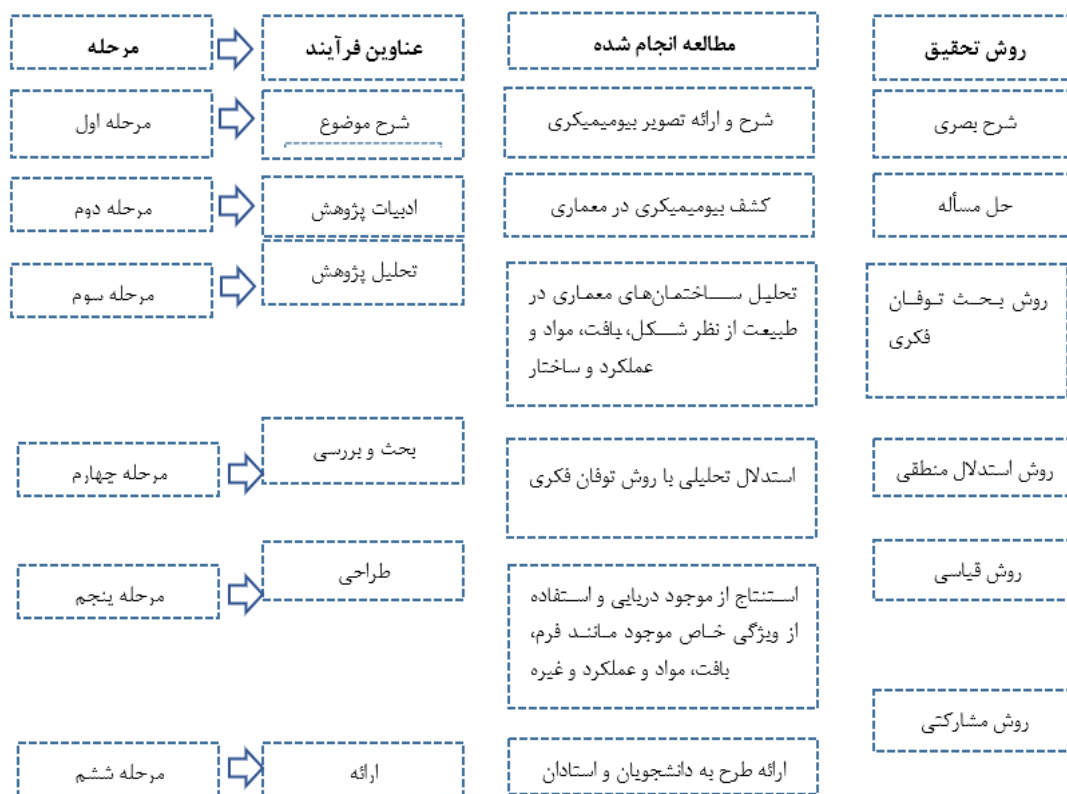 مرحله
عناوین فرآیند
مطالعه انجام شده
روش تحقیق
مرحله اول
شرح موضوع
شرح و ارائه تصویر بیومیمیکری
شرح بصری
مرحله دوم
ادبیات پژوهش
کشف بیومیمیکری در معماری
حل مسأله
مرحله سوم
تحلیل پژوهش
تحلیل ساختمان‌های معماری در
طبیعت از نظر شکل، بافت، مواد و
عملکرد و ساختار
روش بحث توفان
فکری
مرحله چهارم
بحث و بررسی
استدلال تحلیلی با روش توفان فکری
روش استدلال منطقی
مرحله پنجم
طراحی
استنتاج از موجود دریایی و استفاده
از ویژگی خاص موجود مانند فرم،
بافت، مواد و عملکرد و غیره
روش قیاسی
مرحله ششم
ارائه
ارائه طرح به دانشجویان و استادان
روش مشارکتی